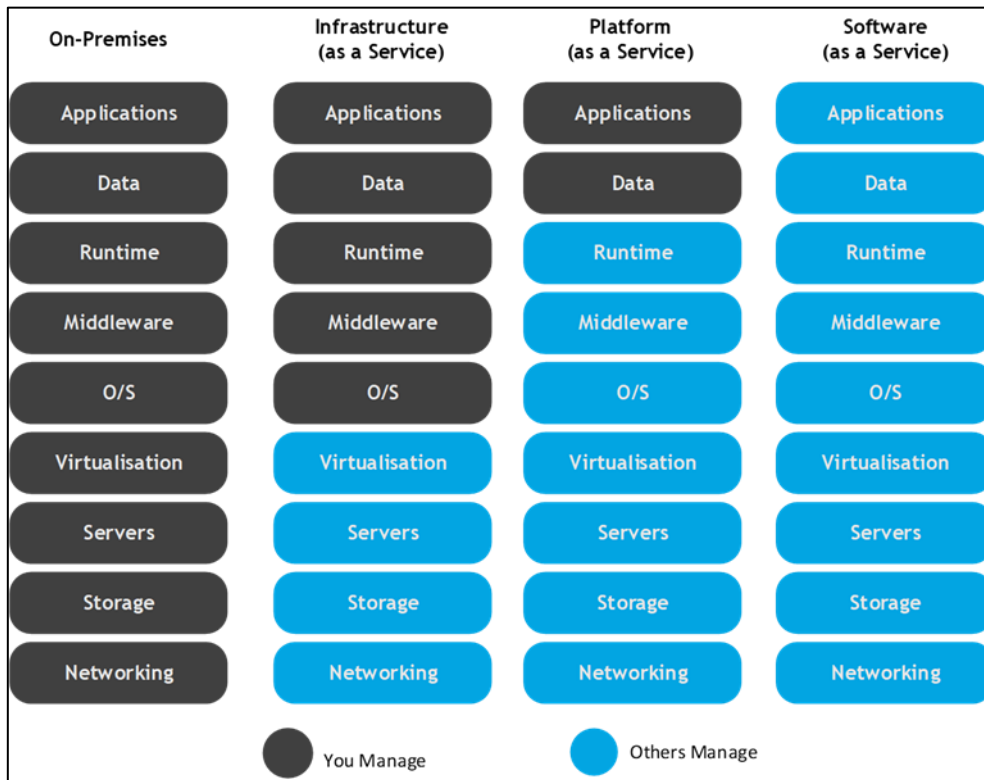 On-Premises
Infrastructure
(as a Service)
Platform
(as a Service)
Software
(as a Service)
Applications
Applications
Applications
Applications
Data
Data
Data
Data
Runtime
Runtime
Runtime
Runtime
Middleware
Middleware
Middleware
Middleware
O/S
O/S
O/S
O/S
Virtualisation
Virtualisation
Virtualisation
Virtualisation
Servers
Servers
Servers
Servers
Storage
Storage
Storage
Storage
Networking
Networking
Networking
Networking
You Manage
Others Manage